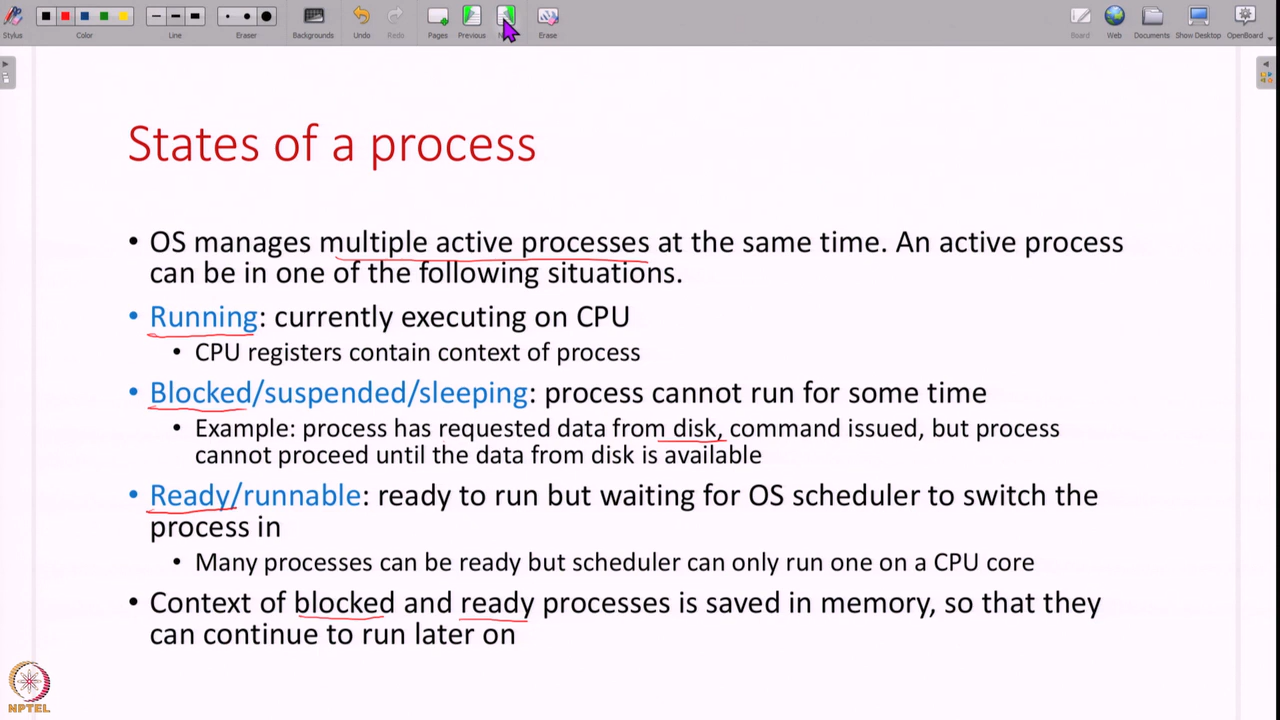 Stylus
Color
Line
Eraser
Backgrounds
Undo
Redo
Pages
Previous
Erase
Board
Web
Documents
Show Desktop
OpenBoard
States of a process
• OS manages multiple active processes at the same time. An active process
can be in one of the following situations.
• Running: currently executing on CPU
• CPU registers contain context of process
• Blocked/suspended/sleeping: process cannot run for some time
• Example: process has requested data from disk, command issued, but process
cannot proceed until the data from disk is available
• Ready/runnable: ready to run but waiting for OS scheduler to switch the
process in
• Many processes can be ready but scheduler can only run one on a CPU core
• Context of blocked and ready processes is saved in memory, so that they
can continue to run later on
NPTEL